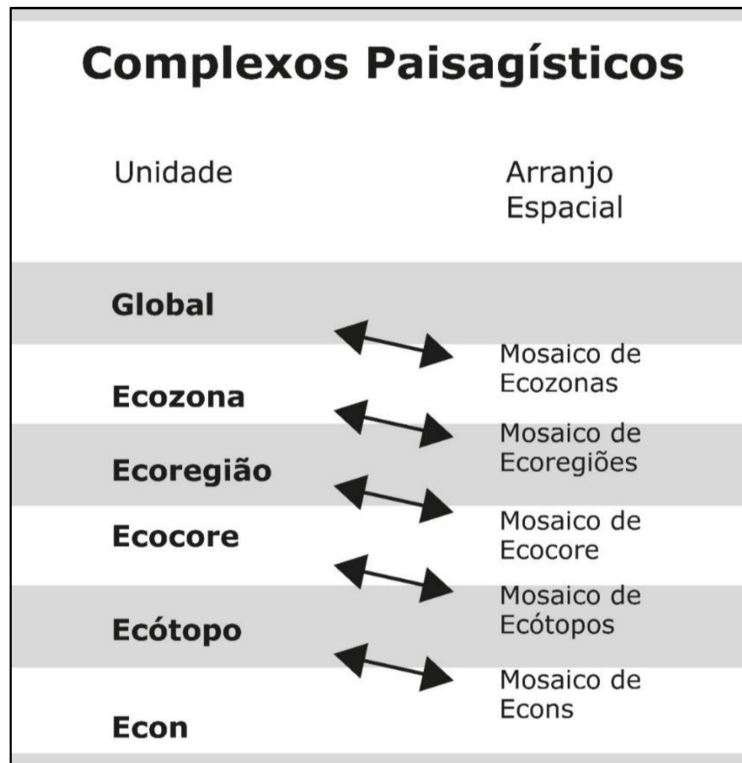 Complexos Paisagísticos
Unidade
Arranjo
Espacial
Global
Mosaico de
Ecozonas
Ecozona
Mosaico de
Ecoregiões
Ecoregião
Mosaico de
Ecocore
Ecocore
Mosaico de
Ecótopos
Ecótopo
Mosaico de
Econs
Econ